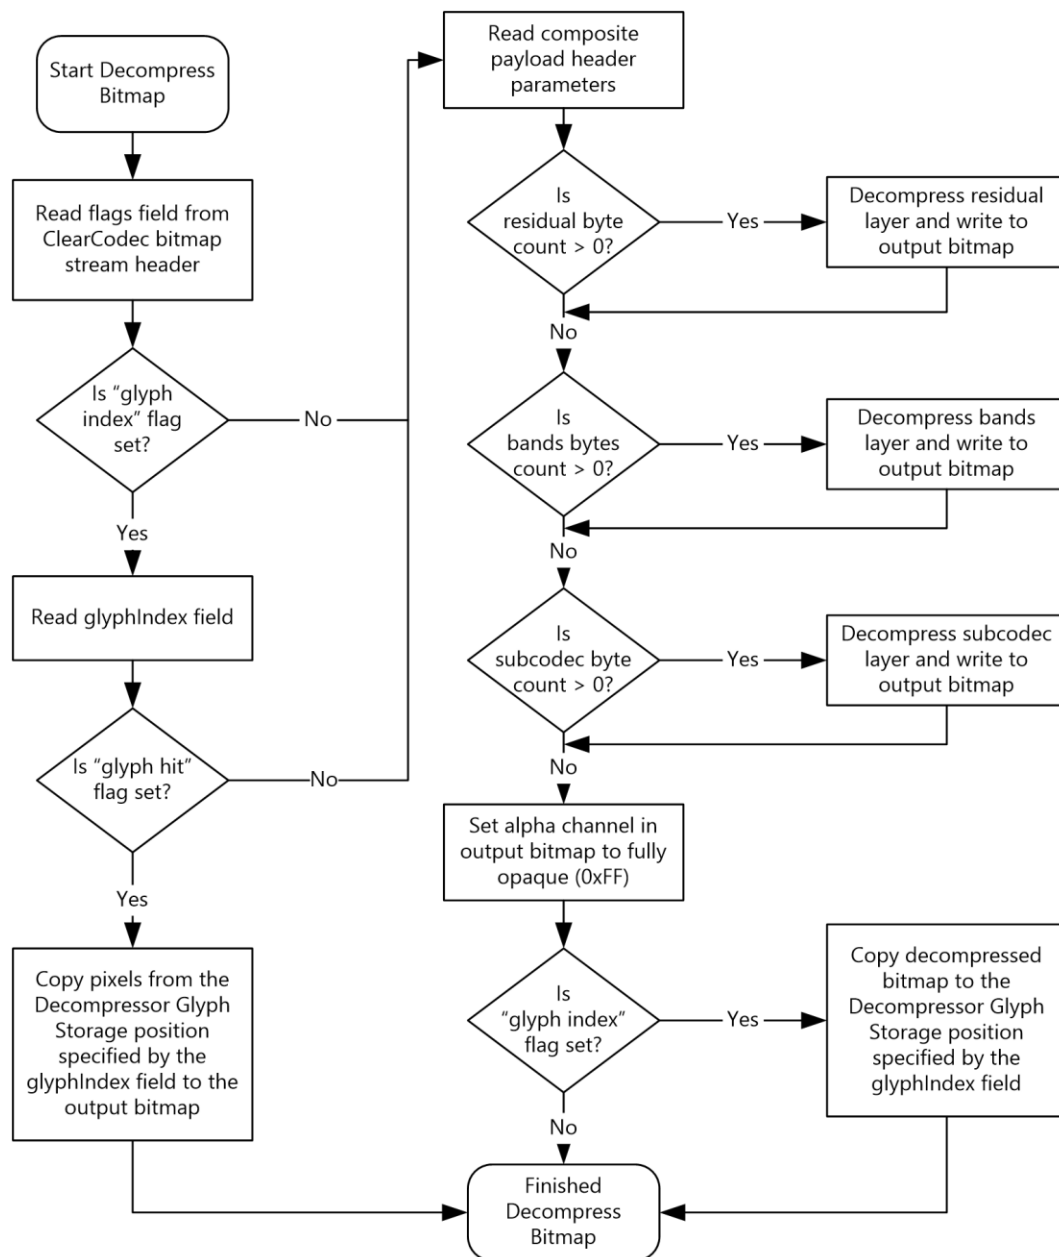 Start Decompress
Bitmap
Read flags field from
ClearCodec bitmap
stream header
Is “glyph
index” flag
set?
No
Yes
Read glyphIndex field
Is “glyph hit”
flag set?
No
Yes
Copy pixels from the
Decompressor Glyph
Storage position
specified by the
glyphIndex field to the
output bitmap
Read composite
payload header
parameters
Is
residual byte
count > 0?
Yes
Decompress residual
layer and write to
output bitmap
No
Is
bands bytes
count > 0?
Yes
Decompress bands
layer and write to
output bitmap
No
Is
subcodec byte
count > 0?
Yes
Decompress subcodec
layer and write to
output bitmap
No
Set alpha channel in
output bitmap to fully
opaque (0xFF)
Is
“glyph index”
flag set?
Yes
Copy decompressed
bitmap to the
Decompressor Glyph
Storage position
specified by the
glyphIndex field
No
Finished
Decompress
Bitmap